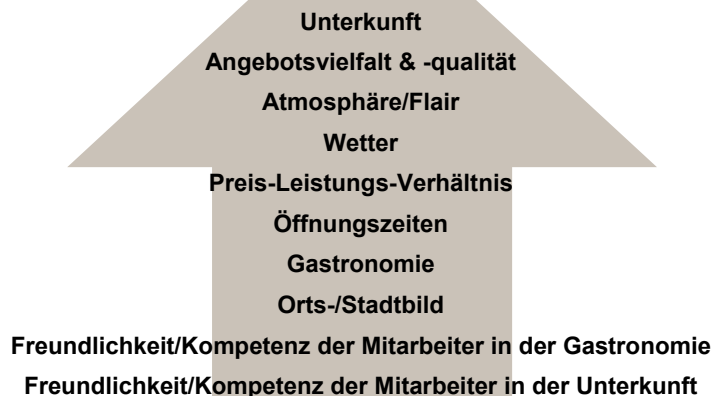 Unterkunft
Angebotsvielfalt & -qualität
Atmosphäre/Flair
Wetter
Preis-Leistungs-Verhältnis
Öffnungszeiten
Gastronomie
Orts-/Stadtbild
Freundlichkeit/Kompetenz der Mitarbeiter in der Gastronomie
Freundlichkeit/Kompetenz der Mitarbeiter in der Unterkunft